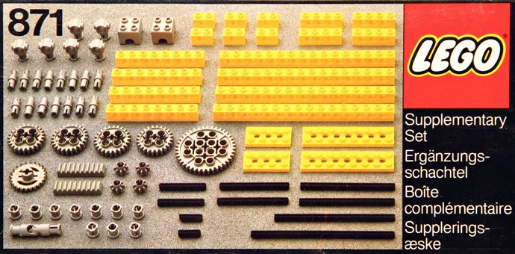 871
LEGO
Supplementary
Set
Ergänzungs-
schachtel
Boîte
complémentaire
Supplerings-
æske